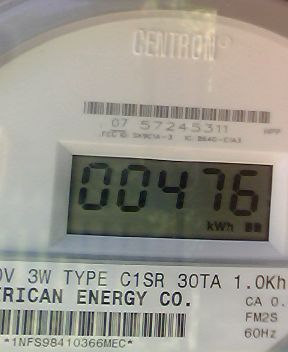 CENTRON®
07 57245311
00476
kWh
0V 3W TYPE C1SR 30TA 1.0Kh
TRICAN ENERGY CO.
CA 0.
FM2S
60Hz
*1NFS98410366MEC*